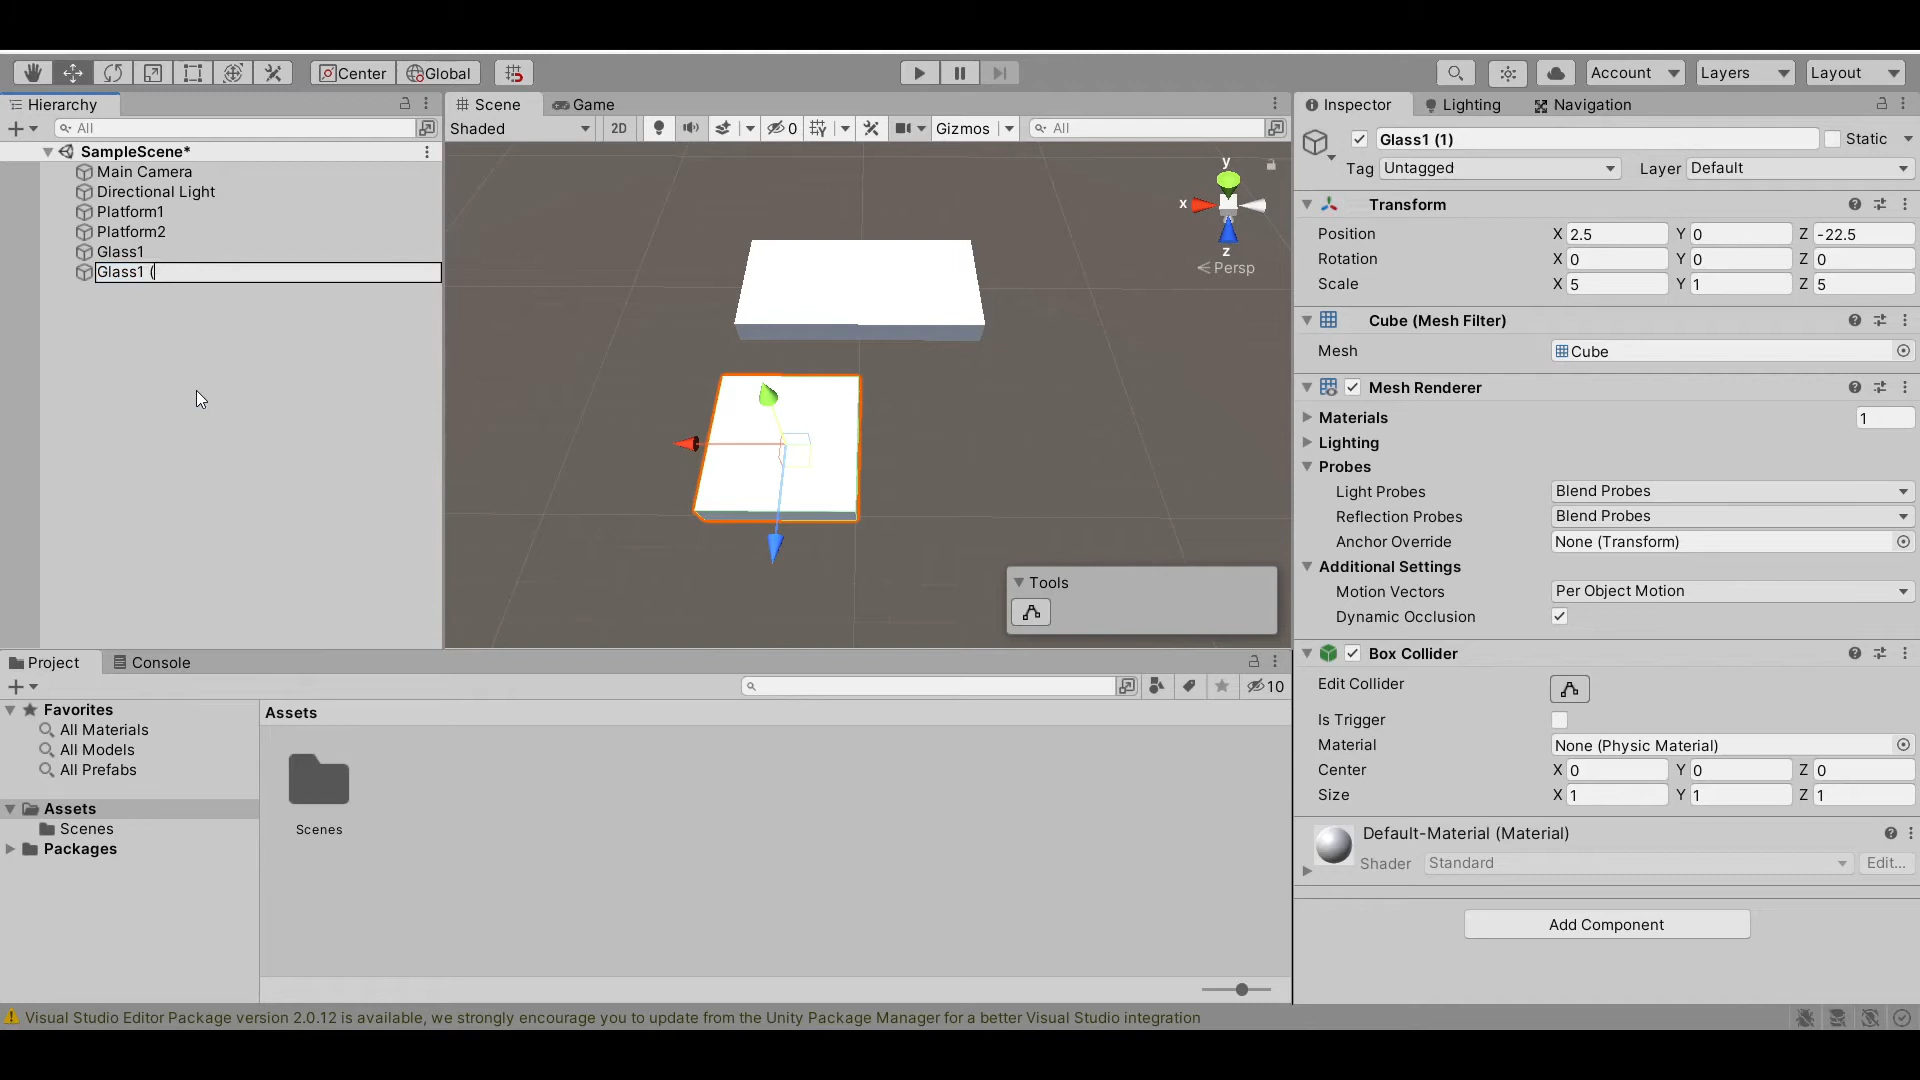 Center Global Account Layers Layout
Hierarchy Scene Game Inspector Lighting Navigation
All Shaded 2D 0 Gizmos All
SampleScene*
Main Camera
Directional Light
Platform1
Platform2
Glass1
Glass1 (
y
x
z
Persp
Tools
Glass1 (1) Static
Tag Untagged Layer Default
Transform
Position X 2.5 Y 0 Z -22.5
Rotation X 0 Y 0 Z 0
Scale X 5 Y 1 Z 5
Cube (Mesh Filter)
Mesh Cube
Mesh Renderer
Materials 1
Lighting
Probes
Light Probes Blend Probes
Reflection Probes Blend Probes
Anchor Override None (Transform)
Additional Settings
Motion Vectors Per Object Motion
Dynamic Occlusion
Box Collider
Edit Collider
Is Trigger
Material None (Physic Material)
Center X 0 Y 0 Z 0
Size X 1 Y 1 Z 1
Default-Material (Material)
Shader Standard Edit...
Add Component
Project Console
10
Favorites
All Materials
All Models
All Prefabs
Assets
Scenes
Packages
Assets
Scenes
Visual Studio Editor Package version 2.0.12 is available, we strongly encourage you to update from the Unity Package Manager for a better Visual Studio integration